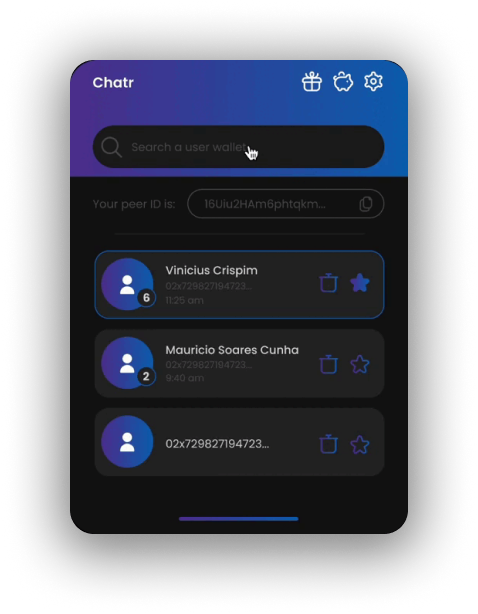 Chatr
Search a user wallet
Your peer ID is: 16Uiu2HAm6phtqkm...
Vinicius Crispim
02x729827194723...
6
11:25 am
Mauricio Soares Cunha
02x729827194723...
2
9:40 am
02x729827194723...